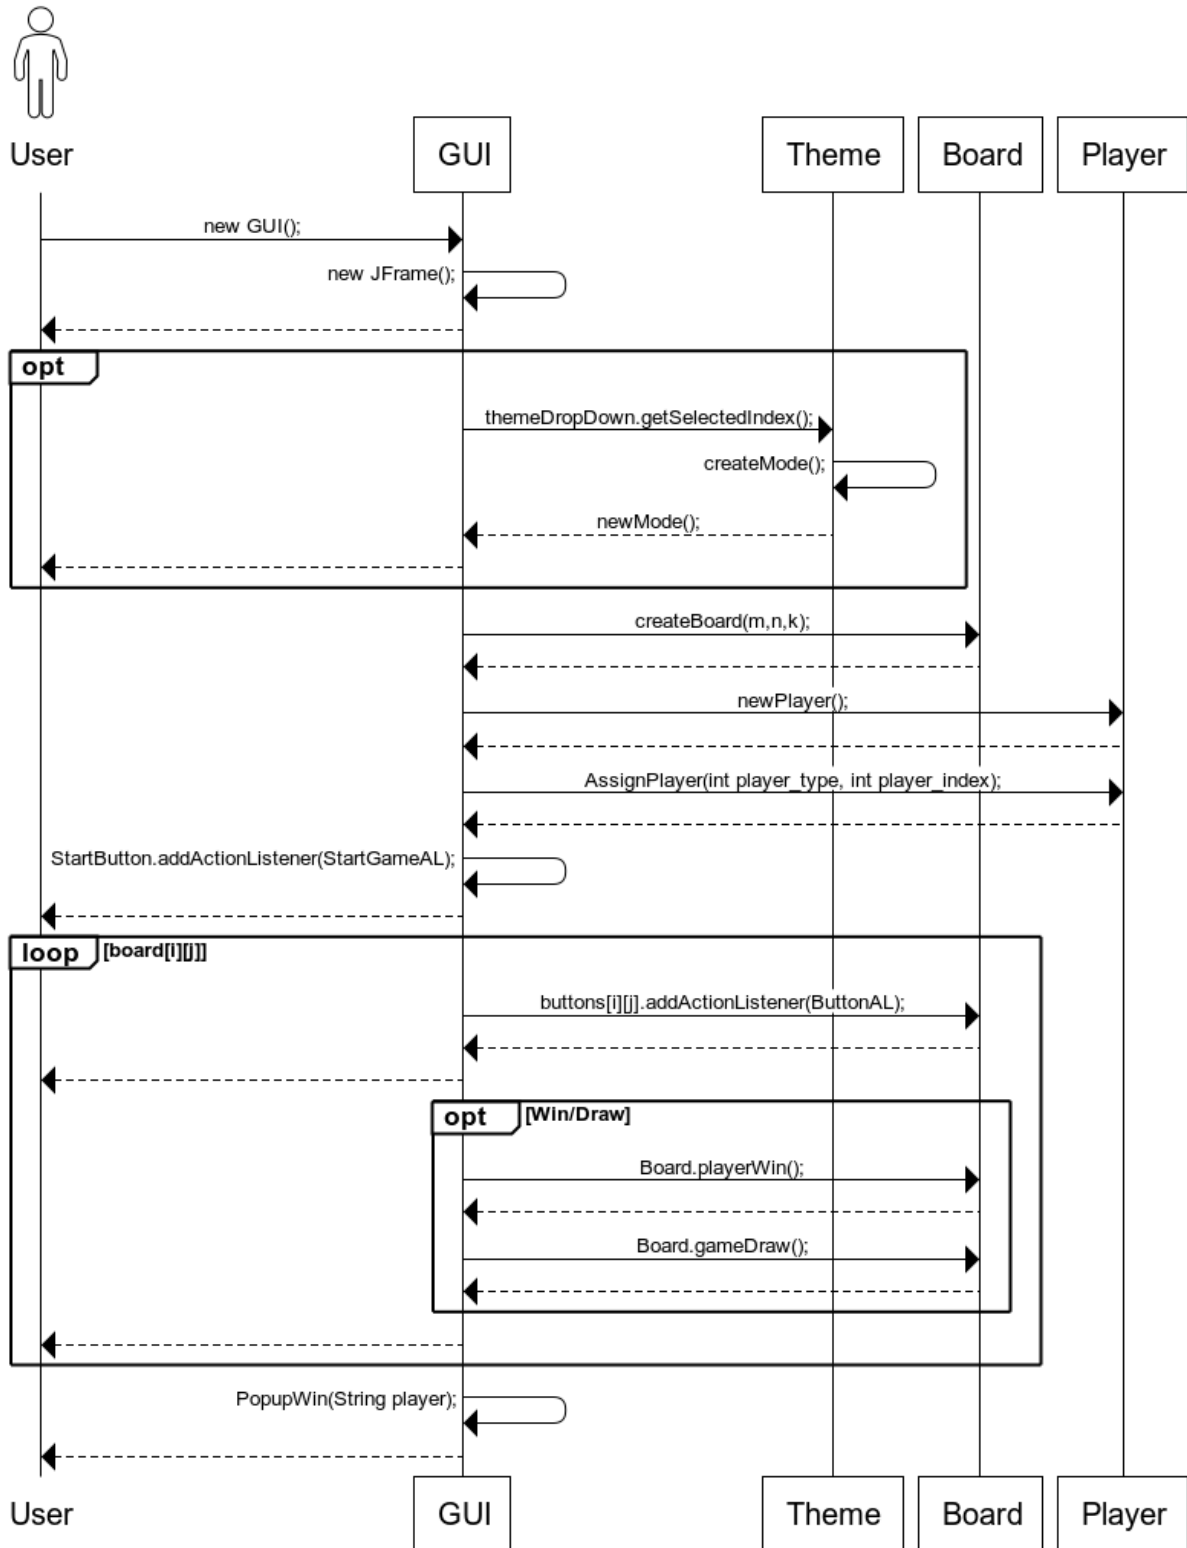 User
GUI
Theme
Board
Player
new GUI();
new JFrame();
opt
themeDropDown.getSelectedIndex();
createMode();
newMode();
createBoard(m,n,k);
newPlayer();
AssignPlayer(int player_type, int player_index);
StartButton.addActionListener(StartGameAL);
loop [board[i][j]]
buttons[i][j].addActionListener(ButtonAL);
opt [Win/Draw]
Board.playerWin();
Board.gameDraw();
PopupWin(String player);
User
GUI
Theme
Board
Player